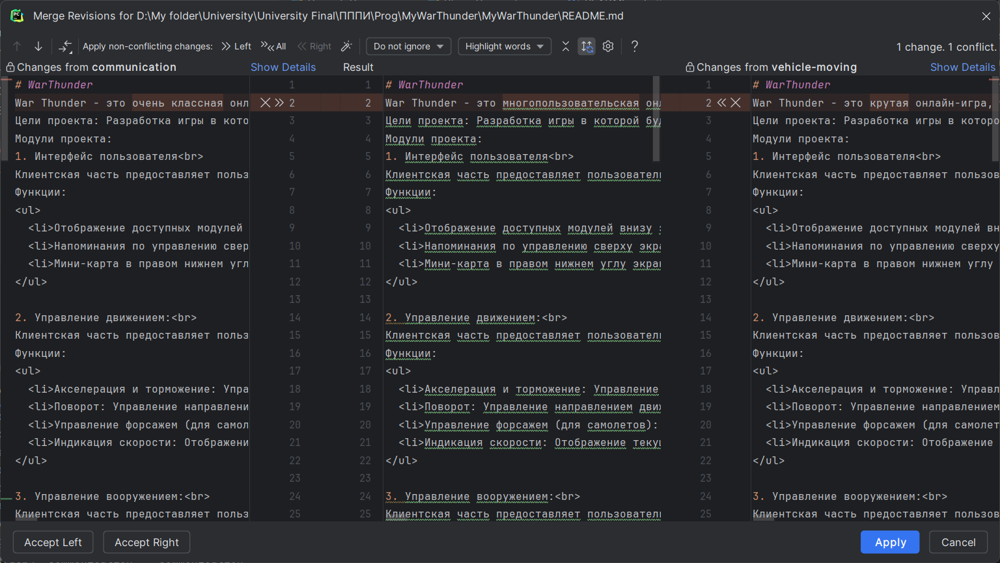 Merge Revisions for D:\My folder\University\University Final\ПППИ\Prog\MyWarThunder\MyWarThunder\README.md
Apply non-conflicting changes: Left All Right Do not ignore Highlight words ? 1 change. 1 conflict.
Changes from communication Show Details Result Changes from vehicle-moving Show Details
# WarThunder 1 1 # WarThunder 1 # WarThunder
War Thunder - это очень классная онл 2 2 War Thunder - это многопользовательская он 2 War Thunder - это крутая онлайн-игра,
Цели проекта: Разработка игры в кото 3 3 Цели проекта: Разработка игры в которой бу 3 Цели проекта: Разработка игры в которо
Модули проекта: 4 4 Модули проекта: 4 Модули проекта:
1. Интерфейс пользователя<br> 5 5 1. Интерфейс пользователя<br> 5 1. Интерфейс пользователя<br>
Клиентская часть предоставляет польз 6 6 Клиентская часть предоставляет пользовател 6 Клиентская часть предоставляет пользов
Функции: 7 7 Функции: 7 Функции:
<ul> 8 8 <ul> 8 <ul>
<li>Отображение доступных модулей 9 9 <li>Отображение доступных модулей внизу 9 <li>Отображение доступных модулей вн
<li>Напоминания по управлению свер 10 10 <li>Напоминания по управлению сверху экра 10 <li>Напоминания по управлению сверху
<li>Мини-карта в правом нижнем угл 11 11 <li>Мини-карта в правом нижнем углу экра 11 <li>Мини-карта в правом нижнем углу
</ul> 12 12 </ul> 12 </ul>
13 13 13
2. Управление движением:<br> 14 14 2. Управление движением:<br> 14 2. Управление движением:<br>
Клиентская часть предоставляет польз 15 15 Клиентская часть предоставляет пользовател 15 Клиентская часть предоставляет пользов
Функции: 16 16 Функции: 16 Функции:
<ul> 17 17 <ul> 17 <ul>
<li>Акселерация и торможение: Упра 18 18 <li>Акселерация и торможение: Управление 18 <li>Акселерация и торможение: Управл
<li>Поворот: Управление направлени 19 19 <li>Поворот: Управление направлением дви 19 <li>Поворот: Управление направлением
<li>Управление форсажем (для самол 20 20 <li>Управление форсажем (для самолетов): 20 <li>Управление форсажем (для самолет
<li>Индикация скорости: Отображени 21 21 <li>Индикация скорости: Отображение теку 21 <li>Индикация скорости: Отображение
</ul> 22 22 </ul> 22 </ul>
23 23 23
3. Управление вооружением:<br> 24 24 3. Управление вооружением:<br> 24 3. Управление вооружением:<br>
Клиентская часть предоставляет польз 25 25 Клиентская часть предоставляет пользовател 25 Клиентская часть предоставляет пользов
Accept Left Accept Right Apply Cancel